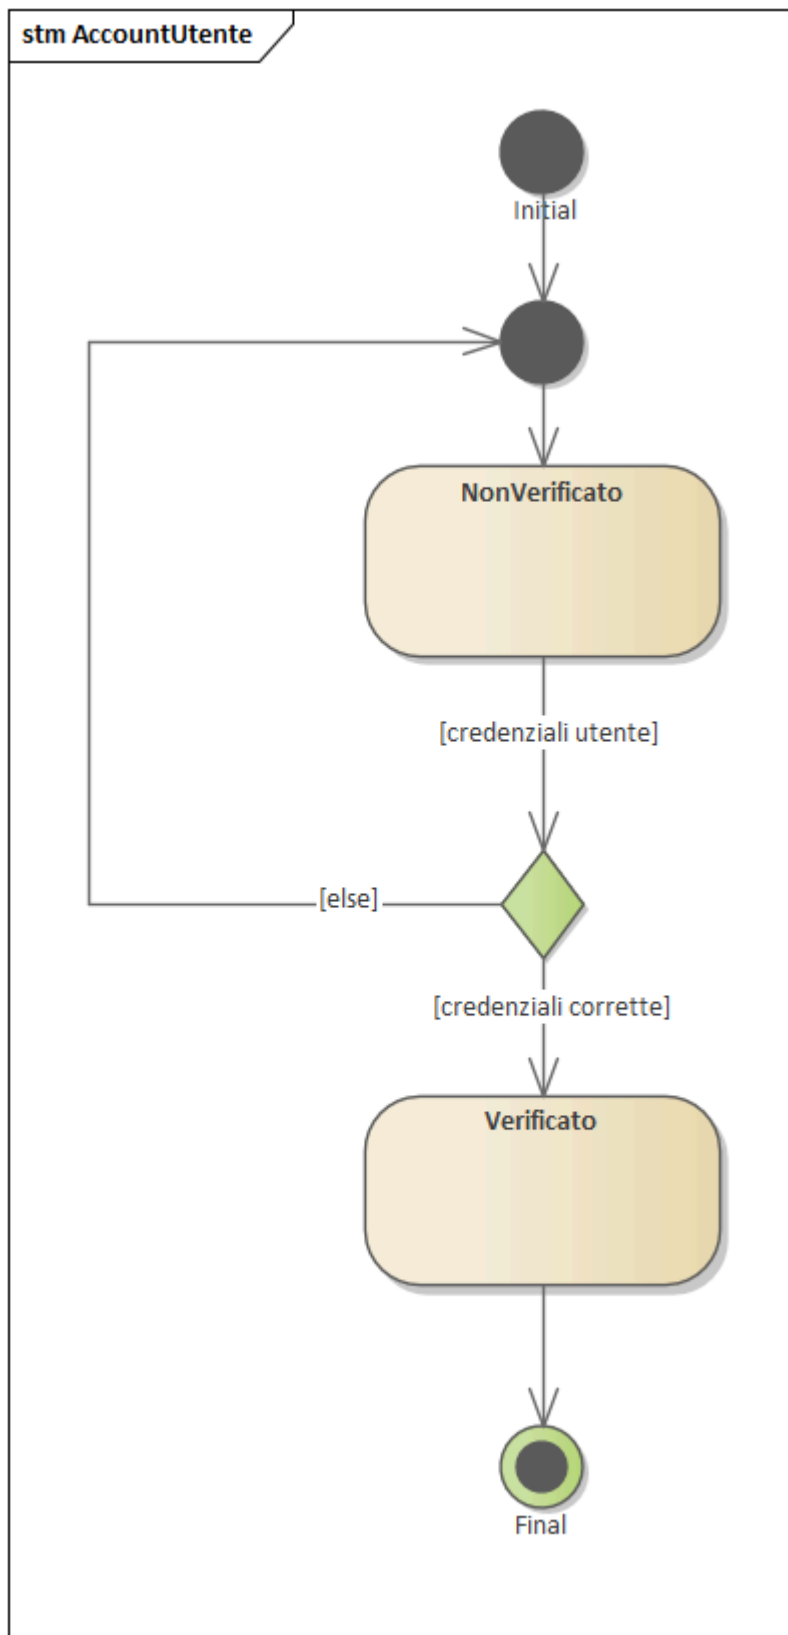 stm AccountUtente
Initial
NonVerificato
[credenziali utente]
[else]
[credenziali corrette]
Verificato
Final